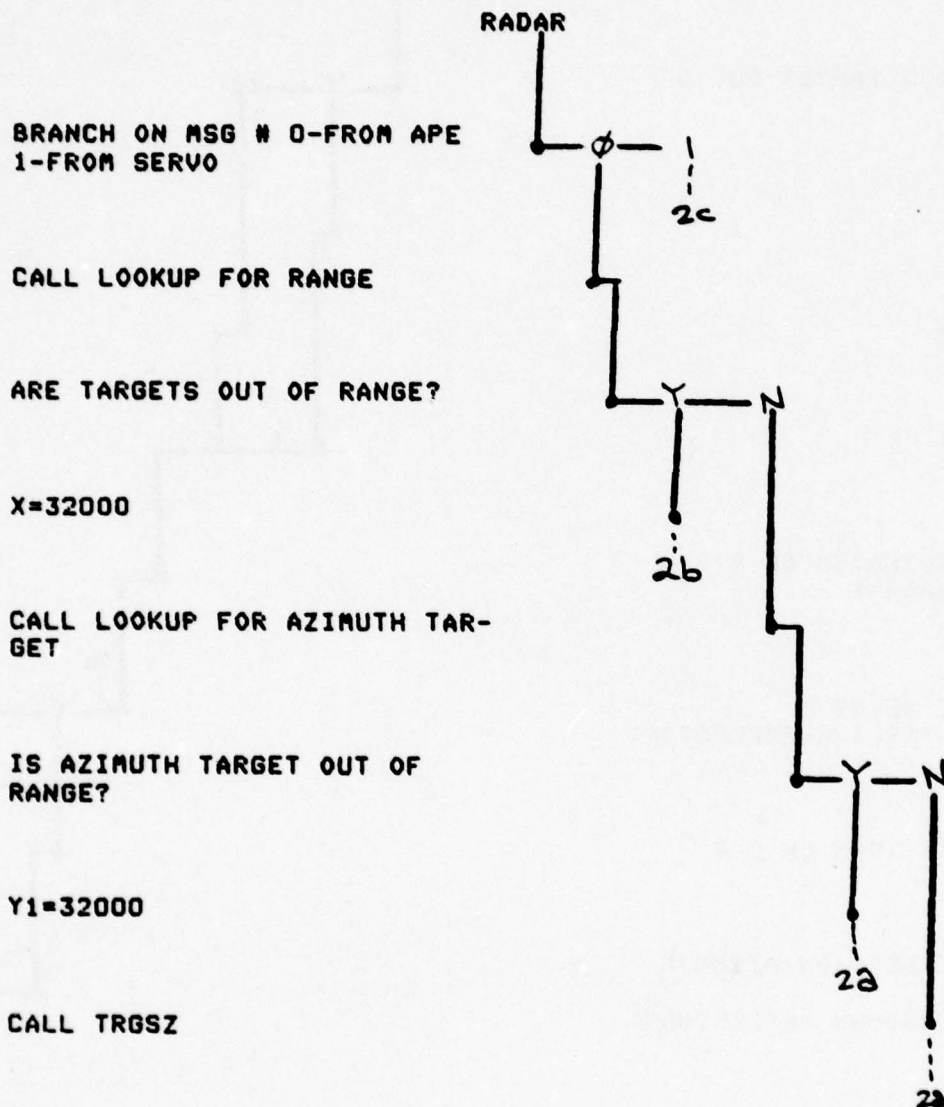 RADAR
BRANCH ON MSG # 0-FROM APE
1-FROM SERVO
Ø 1
2c
CALL LOOKUP FOR RANGE
ARE TARGETS OUT OF RANGE?
Y N
X=32000
2b
CALL LOOKUP FOR AZIMUTH TAR-
GET
IS AZIMUTH TARGET OUT OF
RANGE?
Y N
Y1=32000
2a
CALL TRGSZ
2a